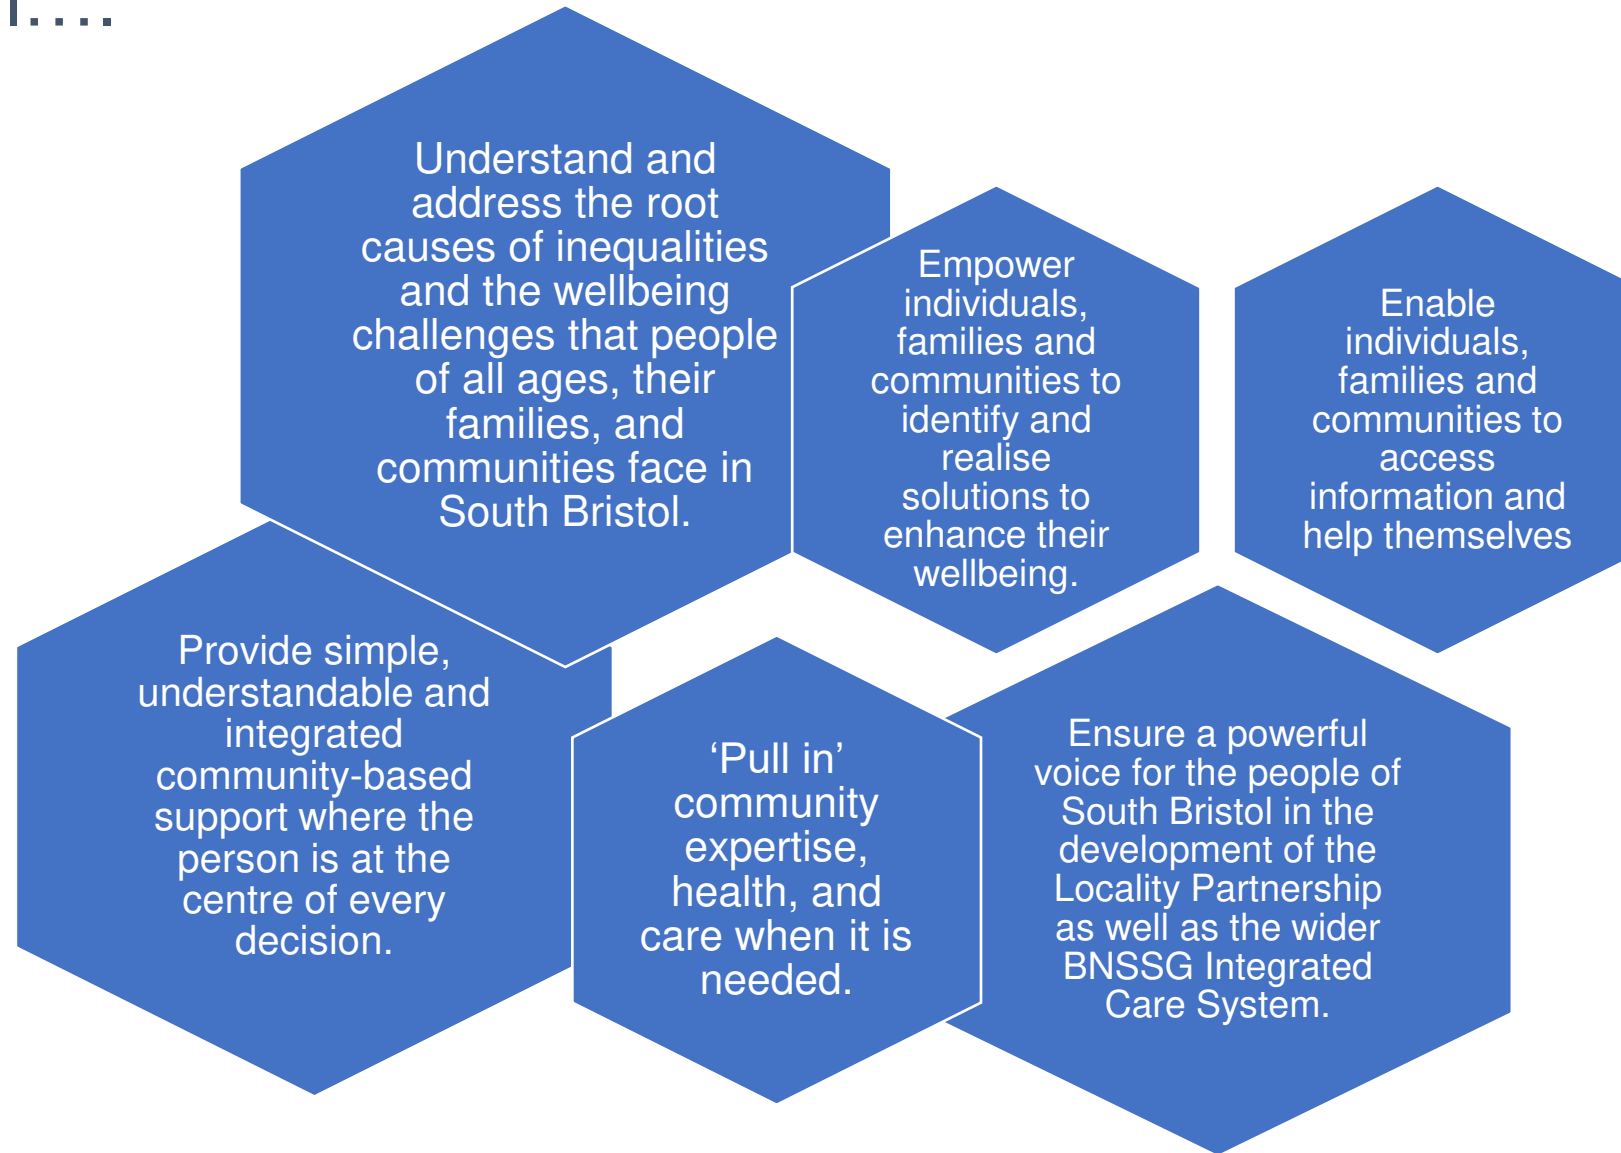 Understand and
address the root
causes of inequalities
and the wellbeing
challenges that people
of all ages, their
families, and
communities face in
South Bristol.
Empower
individuals,
families and
communities to
identify and
realise
solutions to
enhance their
wellbeing.
Enable
individuals,
families and
communities to
access
information and
help themselves
Provide simple,
understandable and
integrated
community-based
support where the
person is at the
centre of every
decision.
‘Pull in’
community
expertise,
health, and
care when it is
needed.
Ensure a powerful
voice for the people of
South Bristol in the
development of the
Locality Partnership
as well as the wider
BNSSG Integrated
Care System.